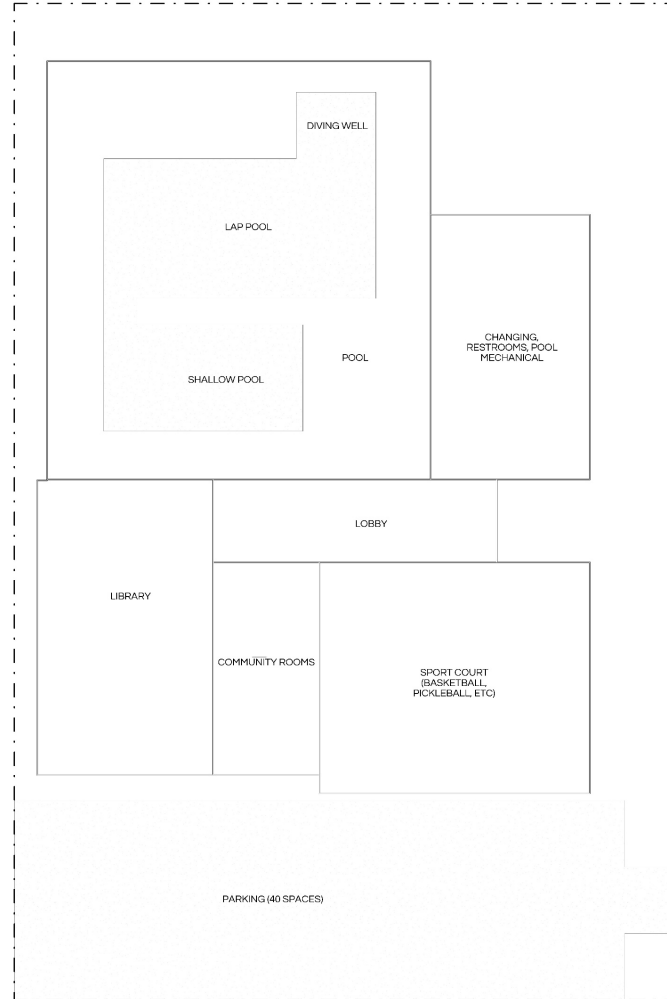 DIVING WELL
LAP POOL
CHANGING,
RESTROOMS, POOL
MECHANICAL
POOL
SHALLOW POOL
LOBBY
LIBRARY
COMMUNITY ROOMS
SPORT COURT
(BASKETBALL,
PICKLEBALL, ETC)
PARKING (40 SPACES)